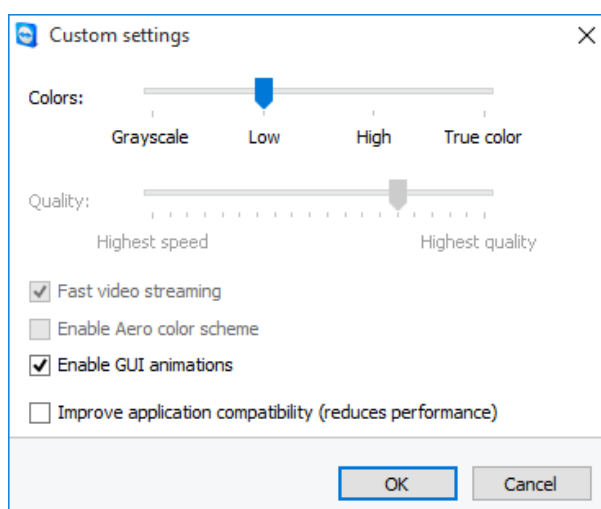 Custom settings
Colors:
Grayscale Low High True color
Quality:
Highest speed Highest quality
Fast video streaming
Enable Aero color scheme
Enable GUI animations
Improve application compatibility (reduces performance)
OK Cancel